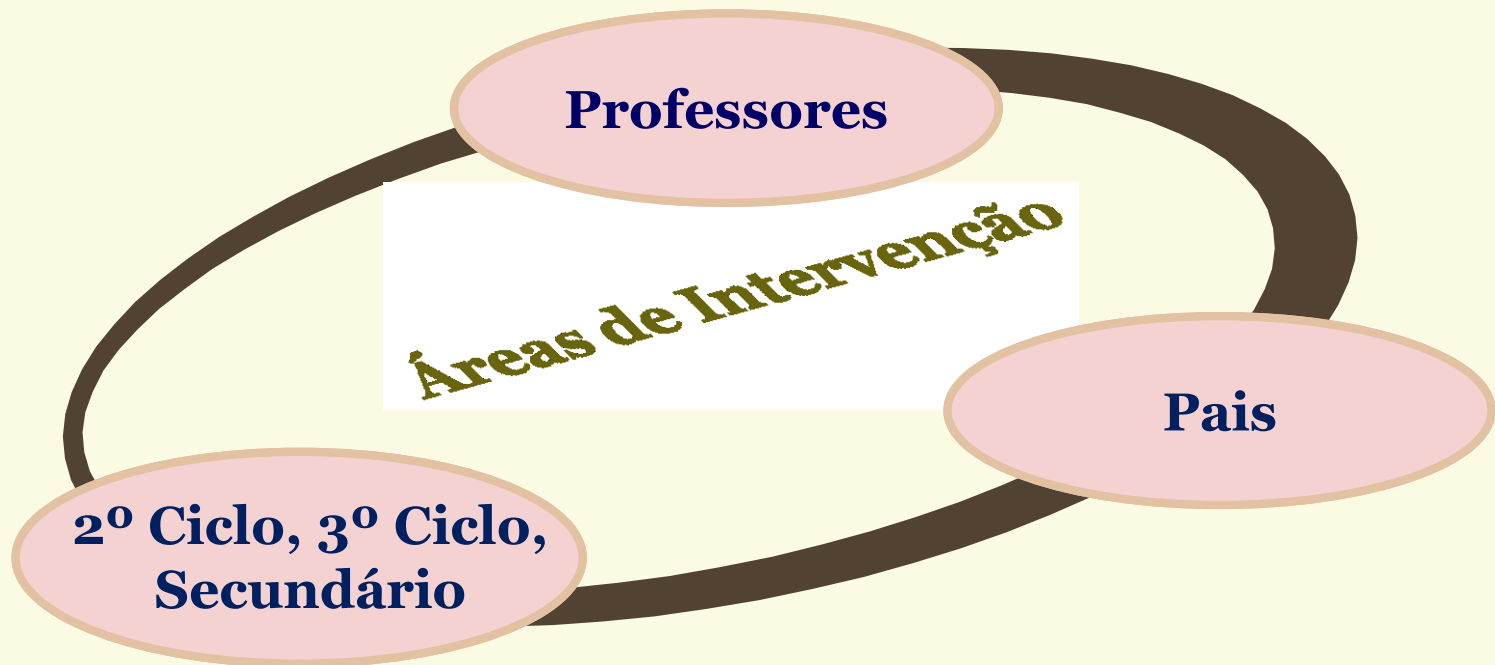 Professores
Áreas de Intervenção
Pais
2º Ciclo, 3º Ciclo,
Secundário